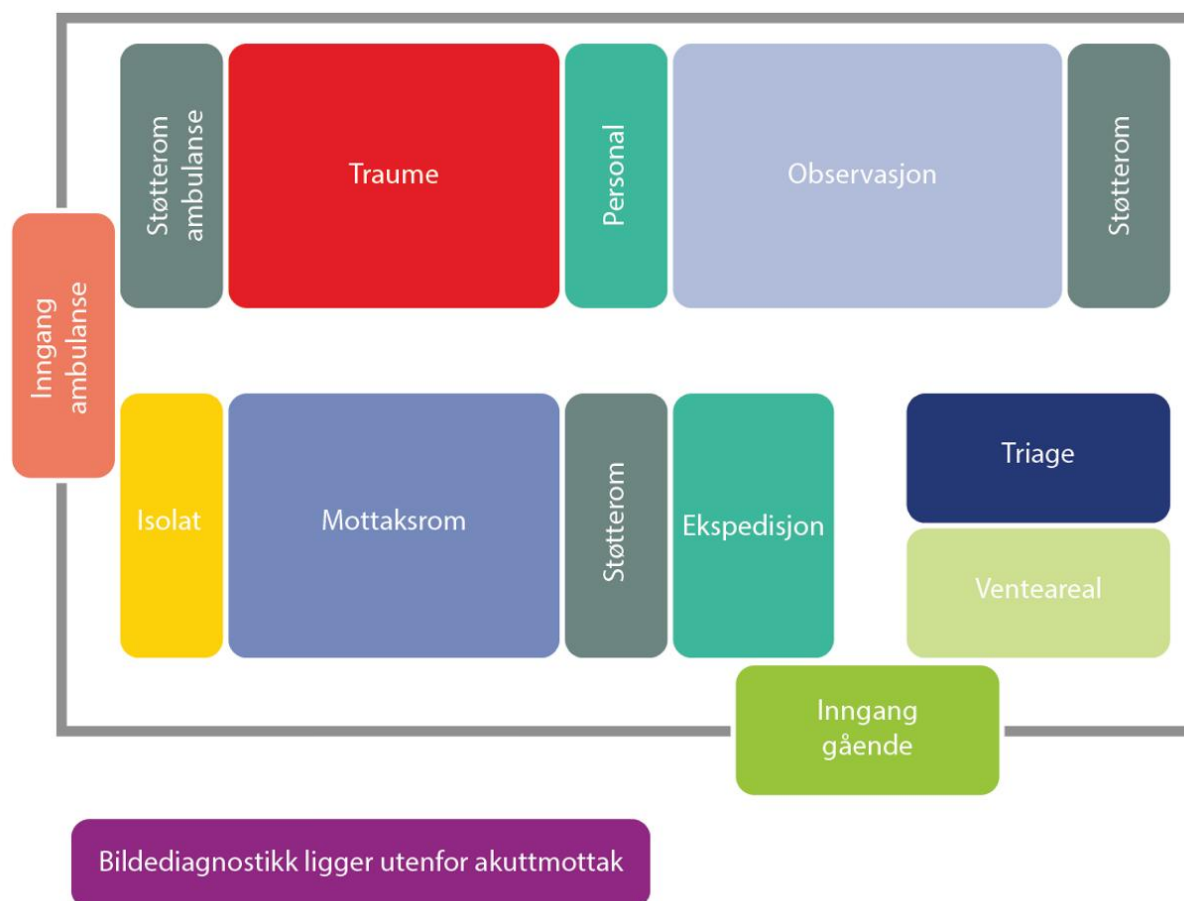 Støtterom
ambulanse
Traume
Personal
Observasjon
Støtterom
Inngang
ambulanse
Isolat
Mottaksrom
Støtterom
Ekspedisjon
Triage
Venteareal
Inngang
gående
Bildediagnostikk ligger utenfor akuttmottak